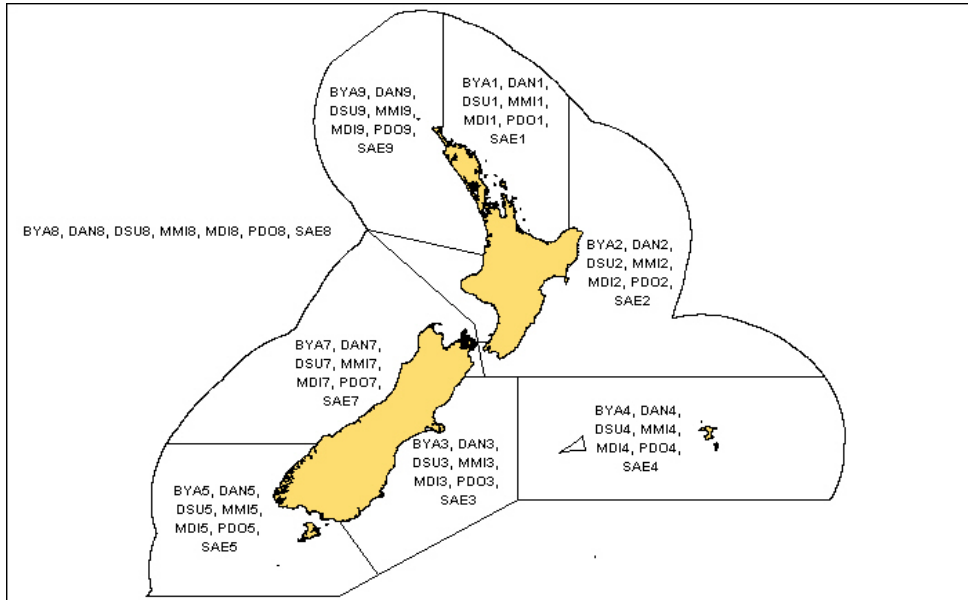 BYA9, DAN9,
DSU9, MMI9,
MDI9, PDO9,
SAE9
BYA1, DAN1,
DSU1, MMI1,
MDI1, PDO1,
SAE1
BYA8, DAN8, DSU8, MMI8, MDI8, PDO8, SAE8
BYA2, DAN2,
DSU2, MMI2,
MDI2, PDO2,
SAE2
BYA7, DAN7,
DSU7, MMI7,
MDI7, PDO7,
SAE7
BYA4, DAN4,
DSU4, MMI4,
MDI4, PDO4,
SAE4
BYA3, DAN3,
DSU3, MMI3,
MDI3, PDO3,
SAE3
BYA5, DAN5,
DSU5, MMI5,
MDI5, PDO5,
SAE5